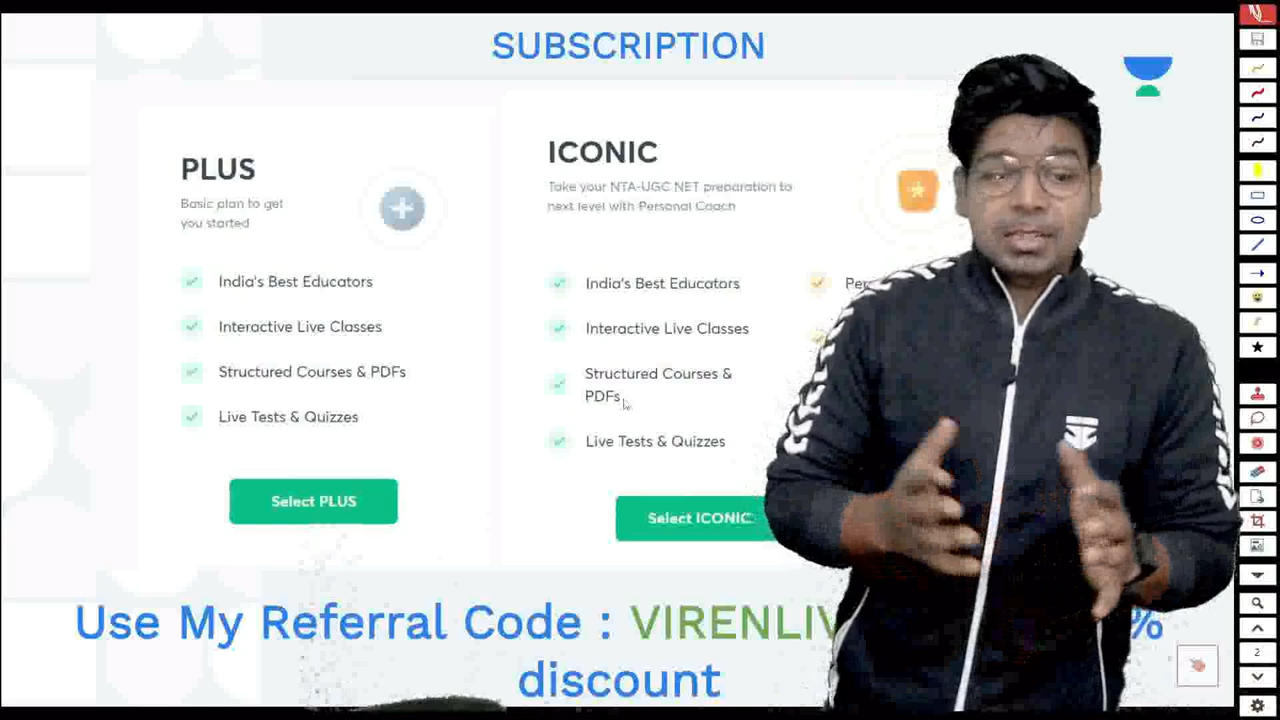 SUBSCRIPTION
PLUS
Basic plan to get
you started
India's Best Educators
Interactive Live Classes
Structured Courses & PDFs
Live Tests & Quizzes
Select PLUS
ICONIC
Take your NTA-UGC NET preparation to
next level with Personal Coach
India's Best Educators
Interactive Live Classes
Structured Courses &
PDFs
Live Tests & Quizzes
Select ICONIC
Use My Referral Code : VIRENLIV %
discount
2